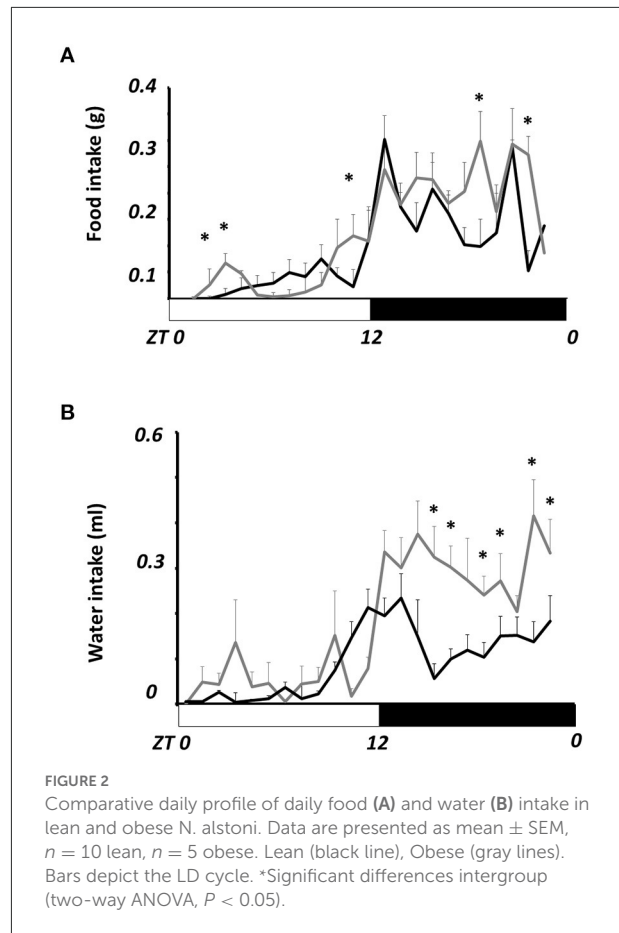 A
0.4
*
*
0.3
*
Food intake (g)
* *
0.2
0.1
ZT 0 12 0
B
0.6
*
* *
* * *
0.3
Water intake (ml)
0
ZT 0 12 0
FIGURE 2
Comparative daily profile of daily food (A) and water (B) intake in
lean and obese N. alstoni. Data are presented as mean ± SEM,
n = 10 lean, n = 5 obese. Lean (black line), Obese (gray lines).
Bars depict the LD cycle. *Significant differences intergroup
(two-way ANOVA, P < 0.05).